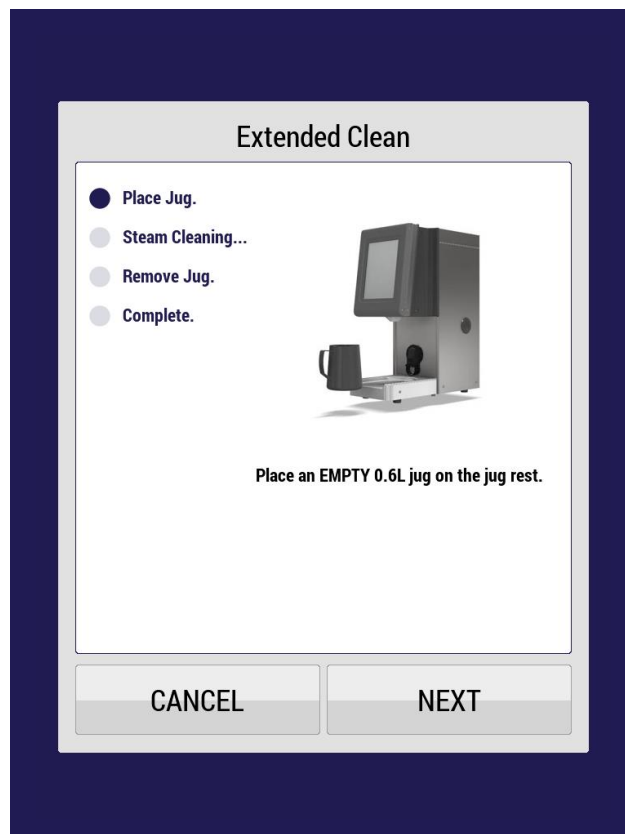 Extended Clean
Place Jug.
Steam Cleaning...
Remove Jug.
Complete.
Place an EMPTY 0.6L jug on the jug rest.
CANCEL
NEXT